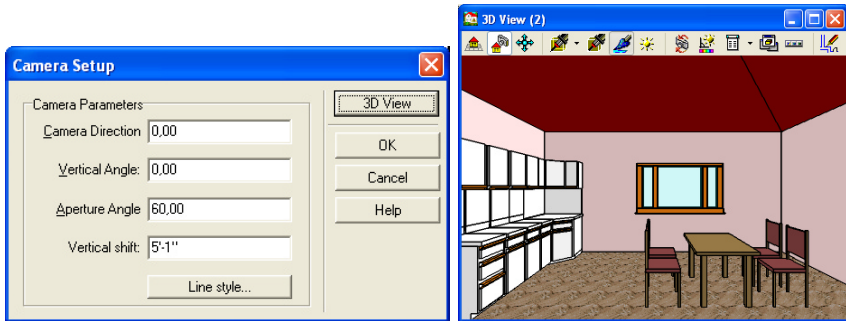 Camera Setup
Camera Parameters
Camera Direction 0,00
Vertical Angle: 0,00
Aperture Angle 60,00
Vertical shift: 5'-1"
Line style...
3D View
OK
Cancel
Help
3D View (2)